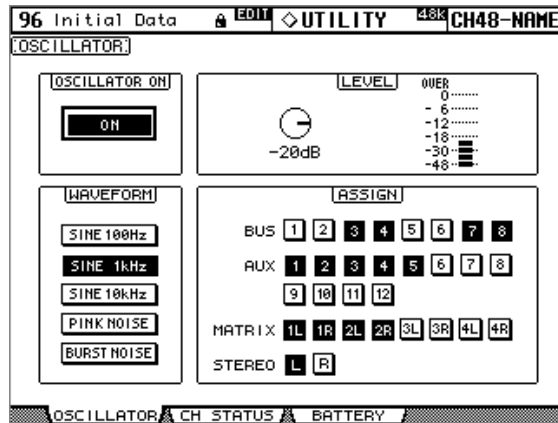 96 Initial Data EDIT ◇UTILITY 48K CH48-NAME
OSCILLATOR
OSCILLATOR ON
ON
LEVEL
-20dB
OVER
0
- 6
-12
-18
-30
-48
WAVEFORM
SINE 100Hz
SINE 1kHz
SINE 10kHz
PINK NOISE
BURST NOISE
ASSIGN
BUS 1 2 3 4 5 6 7 8
AUX 1 2 3 4 5 6 7 8
9 10 11 12
MATRIX 1L 1R 2L 2R 3L 3R 4L 4R
STEREO L R
OSCILLATOR CH STATUS BATTERY